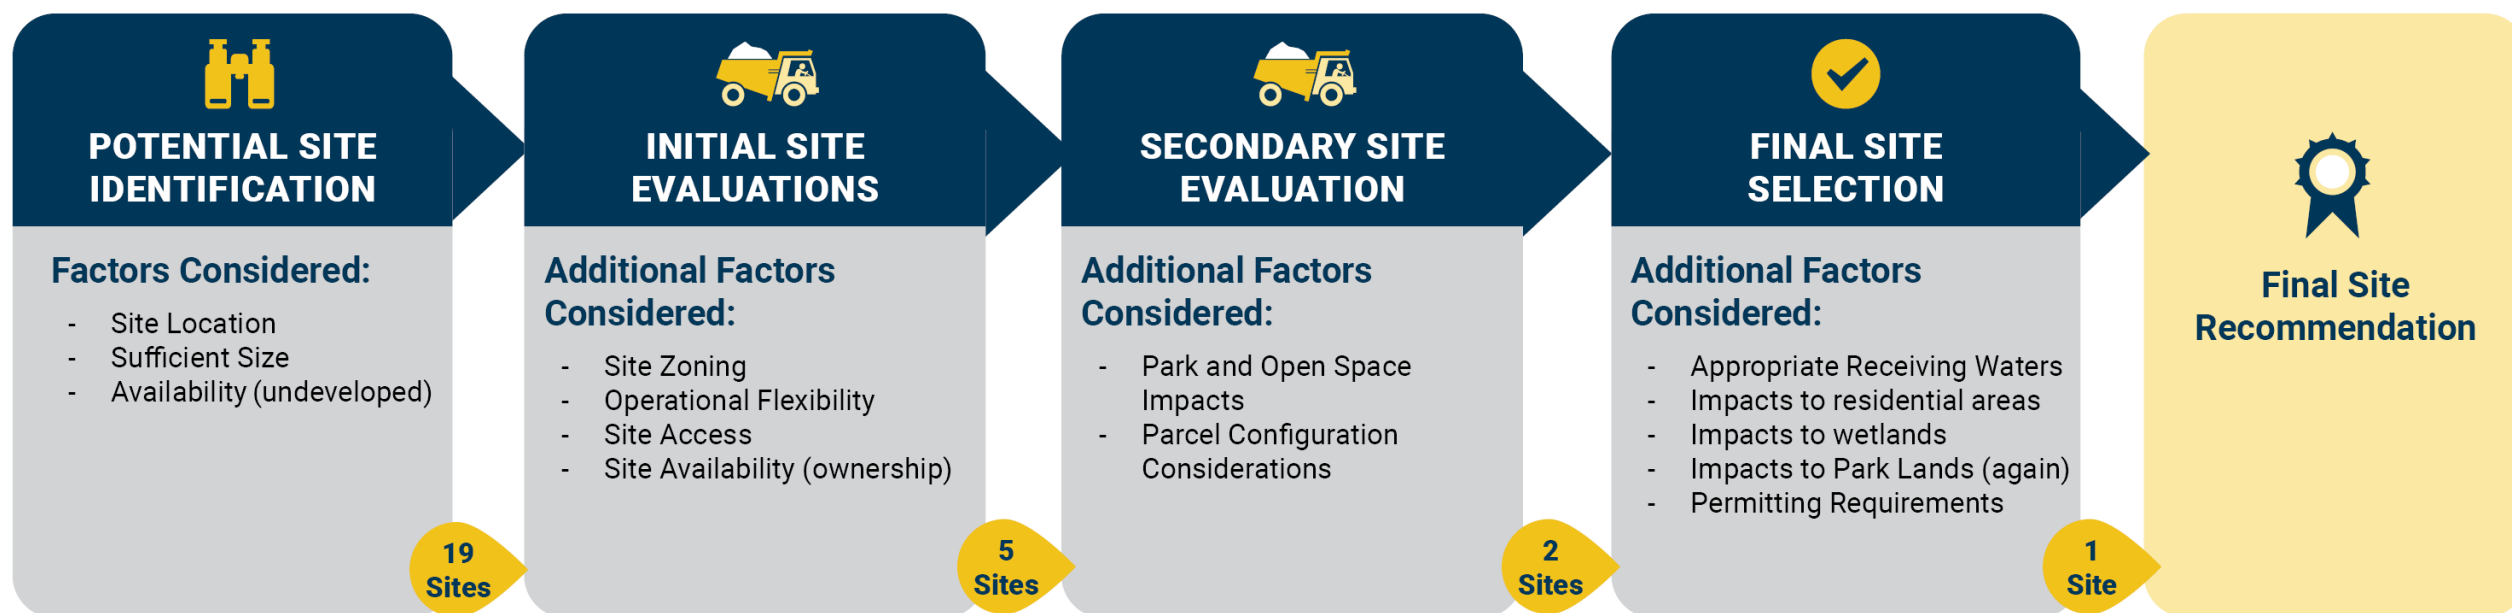 POTENTIAL SITE
IDENTIFICATION
Factors Considered:
- Site Location
- Sufficient Size
- Availability (undeveloped)
19
Sites
INITIAL SITE
EVALUATIONS
Additional Factors
Considered:
- Site Zoning
- Operational Flexibility
- Site Access
- Site Availability (ownership)
5
Sites
SECONDARY SITE
EVALUATION
Additional Factors
Considered:
- Park and Open Space
Impacts
- Parcel Configuration
Considerations
2
Sites
FINAL SITE
SELECTION
Additional Factors
Considered:
- Appropriate Receiving Waters
- Impacts to residential areas
- Impacts to wetlands
- Impacts to Park Lands (again)
- Permitting Requirements
1
Site
Final Site
Recommendation